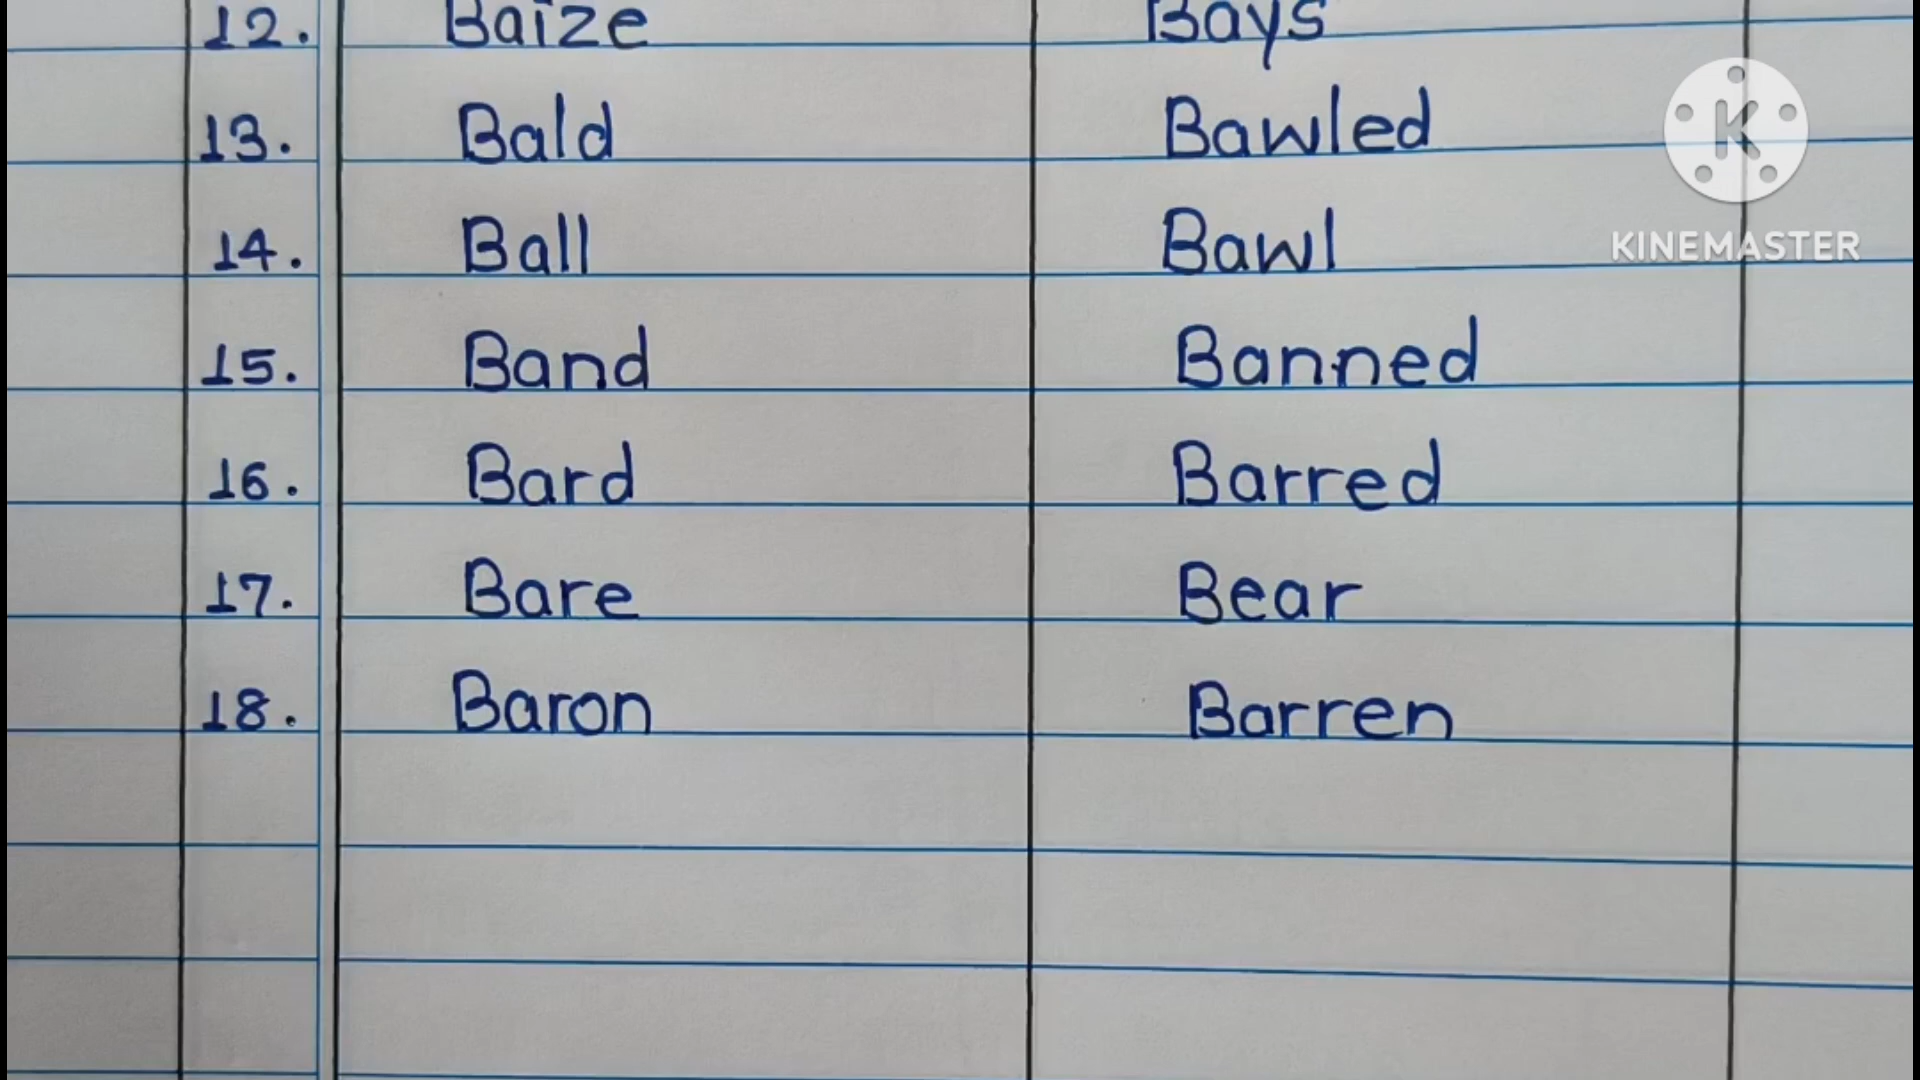 12. Baize Bays
13. Bald Bawled
14. Ball Bawl
15. Band Banned
16. Bard Barred
17. Bare Bear
18. Baron Barren
K
KINEMASTER